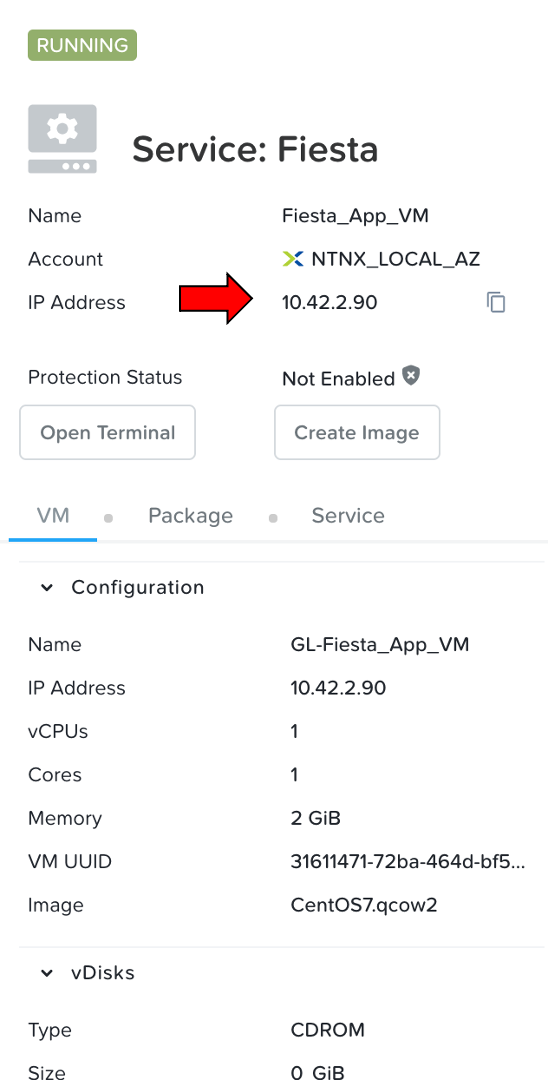 RUNNING
Service: Fiesta
Name Fiesta_App_VM
Account NTNX_LOCAL_AZ
IP Address 10.42.2.90
Protection Status Not Enabled
Open Terminal Create Image
VM Package Service
Configuration
Name GL-Fiesta_App_VM
IP Address 10.42.2.90
vCPUs 1
Cores 1
Memory 2 GiB
VM UUID 31611471-72ba-464d-bf5...
Image CentOS7.qcow2
vDisks
Type CDROM
Size 0 GiB